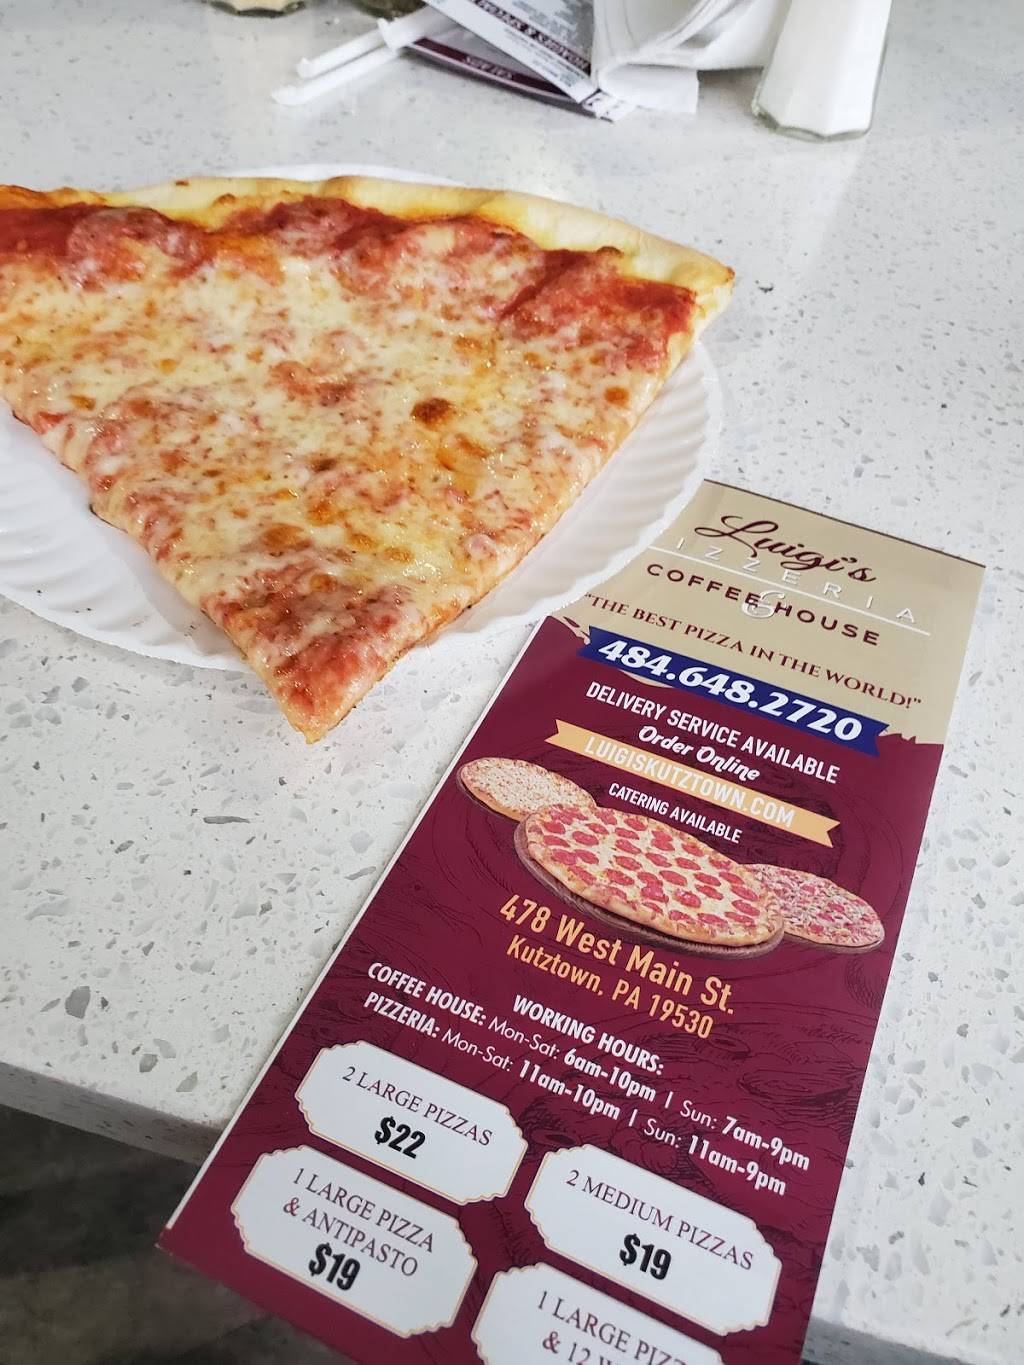 SALADS
Luigi's
IZZERIA
&
COFFEE HOUSE
"THE BEST PIZZA IN THE WORLD!"
484.648.2720
DELIVERY SERVICE AVAILABLE
Order Online
LUIGISKUTZTOWN.COM
CATERING AVAILABLE
478 West Main St.
Kutztown, PA 19530
WORKING HOURS:
COFFEE HOUSE: Mon-Sat: 6am-10pm | Sun: 7am-9pm
PIZZERIA: Mon-Sat: 11am-10pm | Sun: 11am-9pm
2 LARGE PIZZAS
$22
2 MEDIUM PIZZAS
$19
1 LARGE PIZZA
& ANTIPASTO
$19
1 LARGE PIZZ
& 12